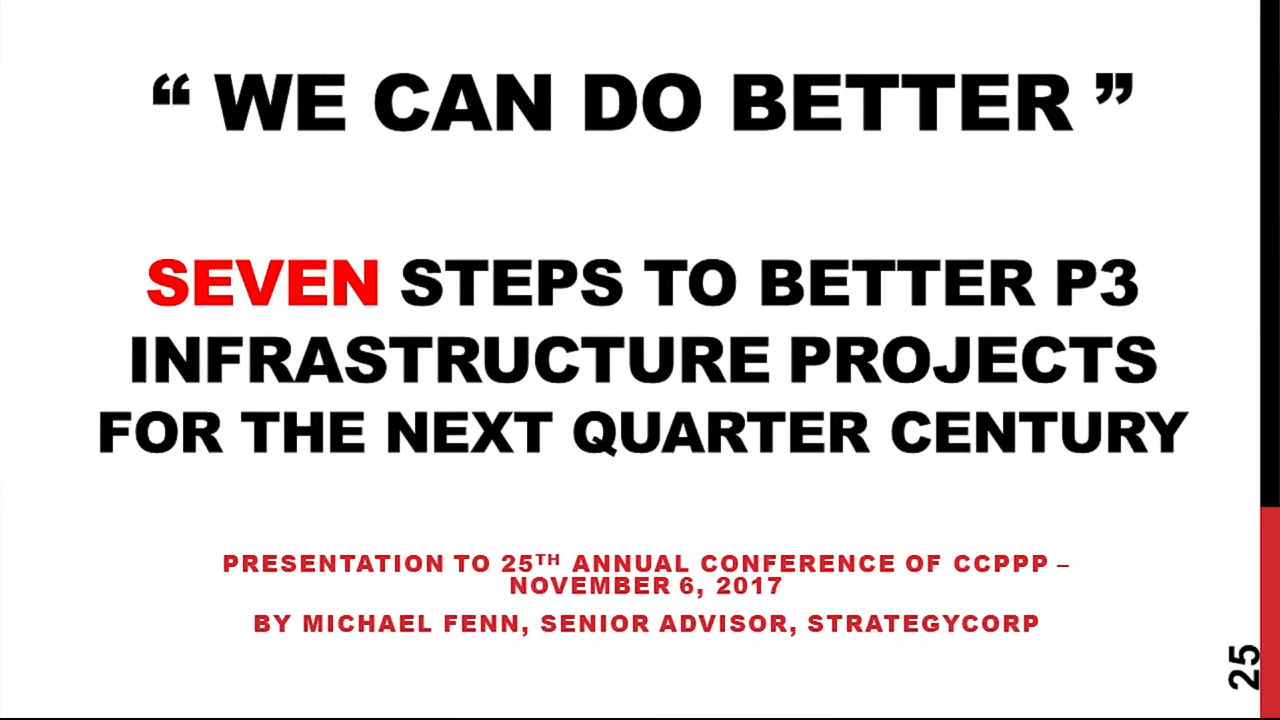 “ WE CAN DO BETTER ”
SEVEN STEPS TO BETTER P3
INFRASTRUCTURE PROJECTS
FOR THE NEXT QUARTER CENTURY
PRESENTATION TO 25TH ANNUAL CONFERENCE OF CCPPP –
NOVEMBER 6, 2017
BY MICHAEL FENN, SENIOR ADVISOR, STRATEGYCORP
25